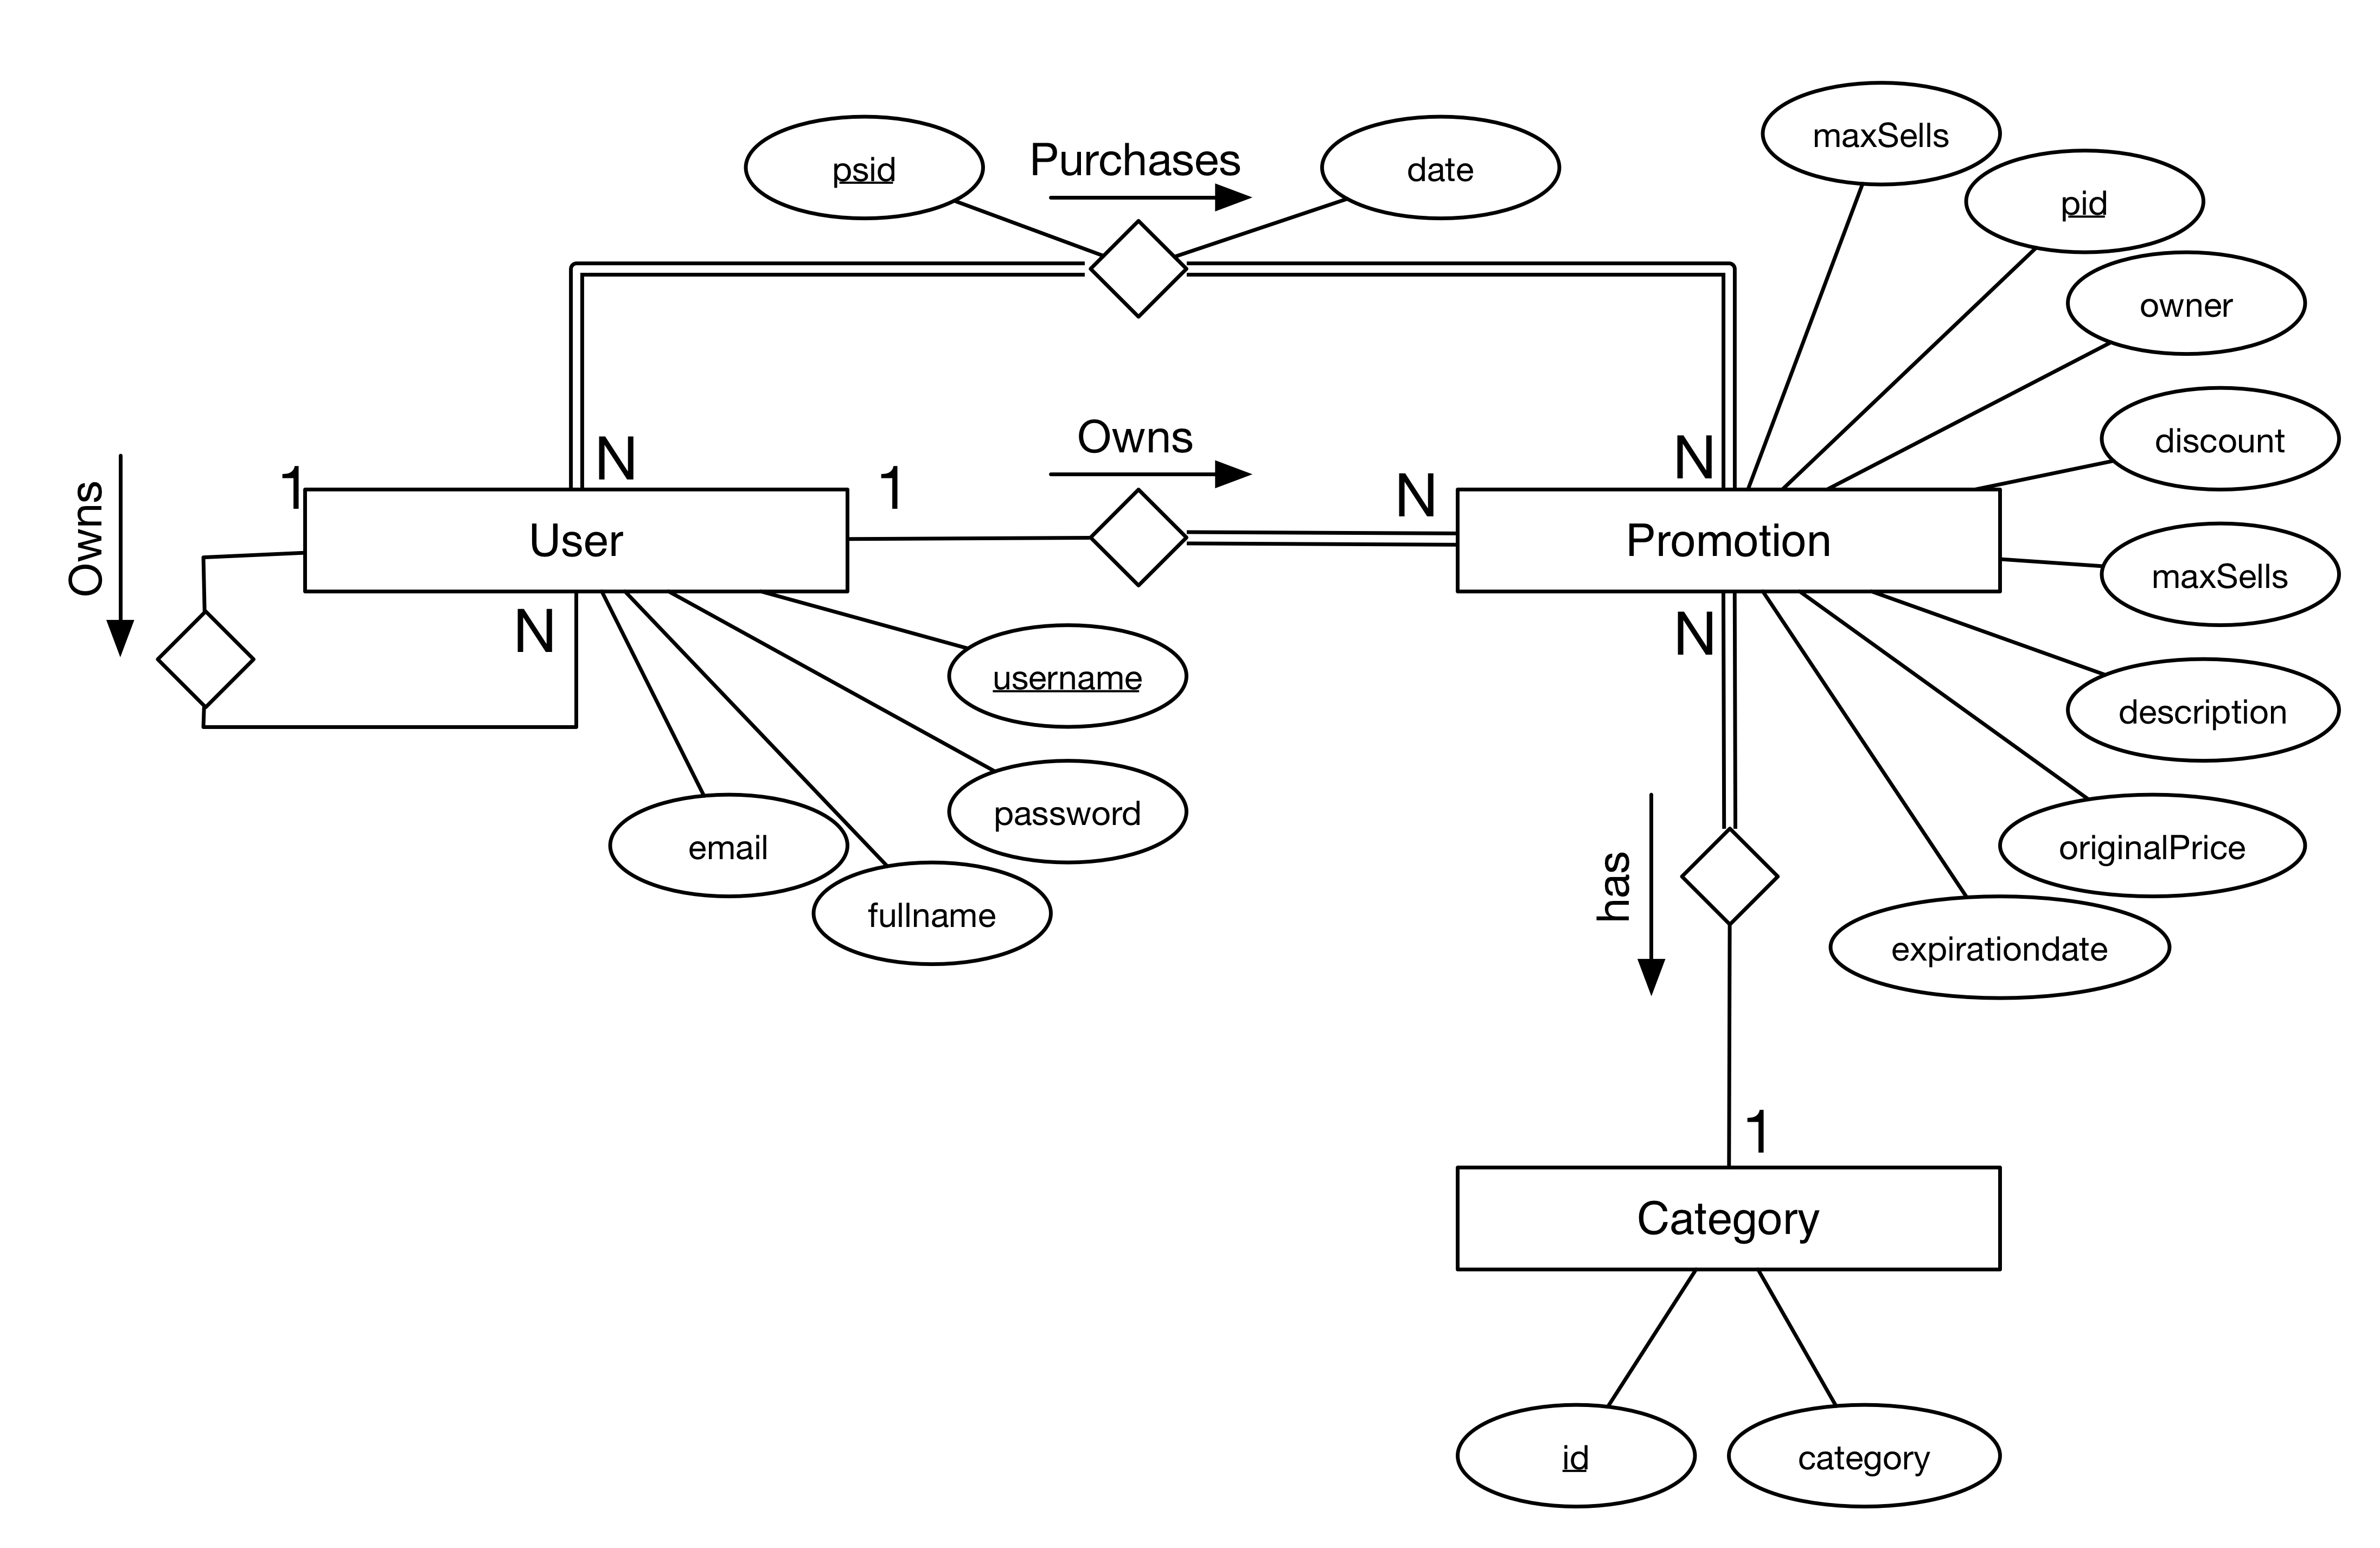 maxSells
psid
Purchases
date
pid
owner
Owns
discount
N
N
1
1
N
Owns
User
Promotion
maxSells
N
N
username
description
password
email
originalPrice
fullname
has
expirationdate
1
Category
id
category